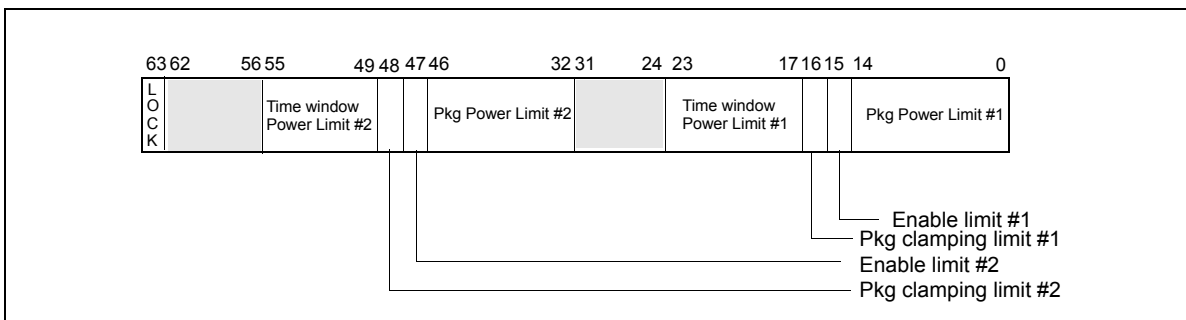 63 62 56 55 49 48 47 46 32 31 24 23 17 16 15 14 0
L
O
C
K
Time window
Power Limit #2
Pkg Power Limit #2
Time window
Power Limit #1
Pkg Power Limit #1
Enable limit #1
Pkg clamping limit #1
Enable limit #2
Pkg clamping limit #2